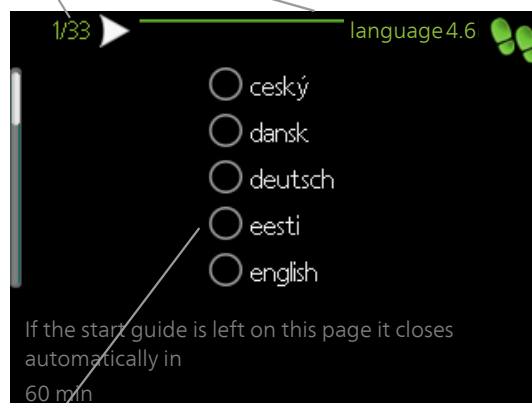 1/33 language 4.6
ceský
dansk
deutsch
eesti
english
If the start guide is left on this page it closes
automatically in
60 min